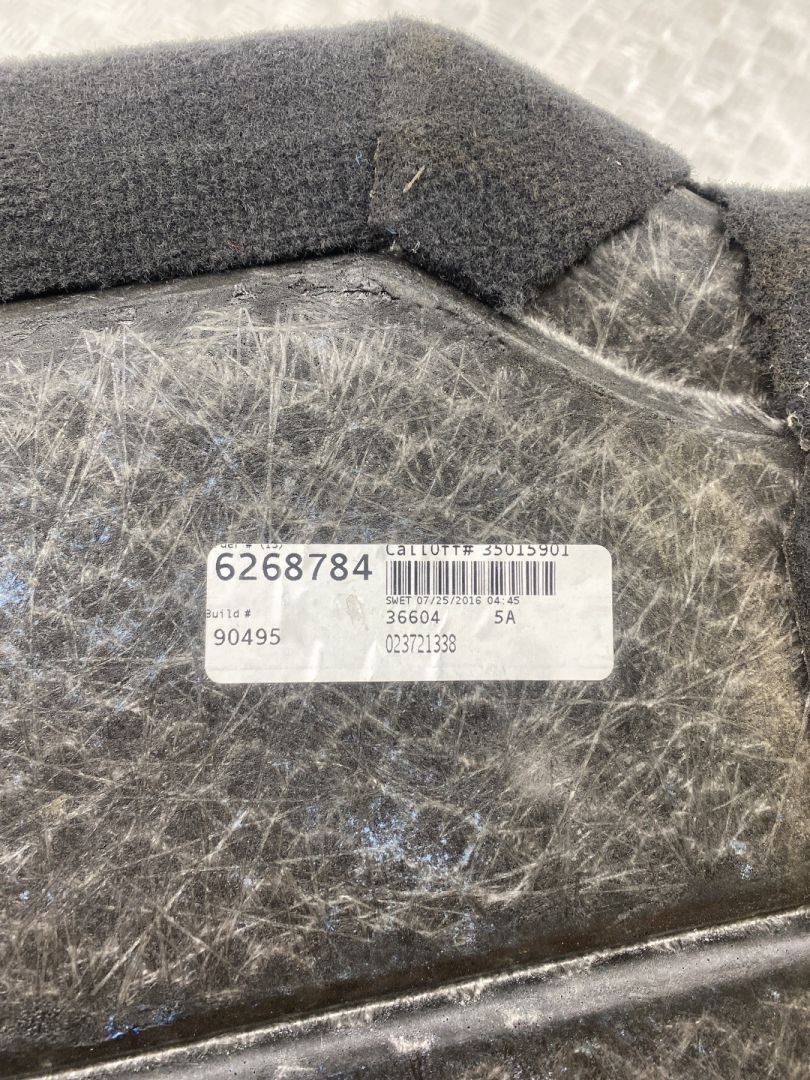 CallOff# 35015901
6268784
SWET 07/25/2016 04:45
Build #
36604 5A
90495
023721338